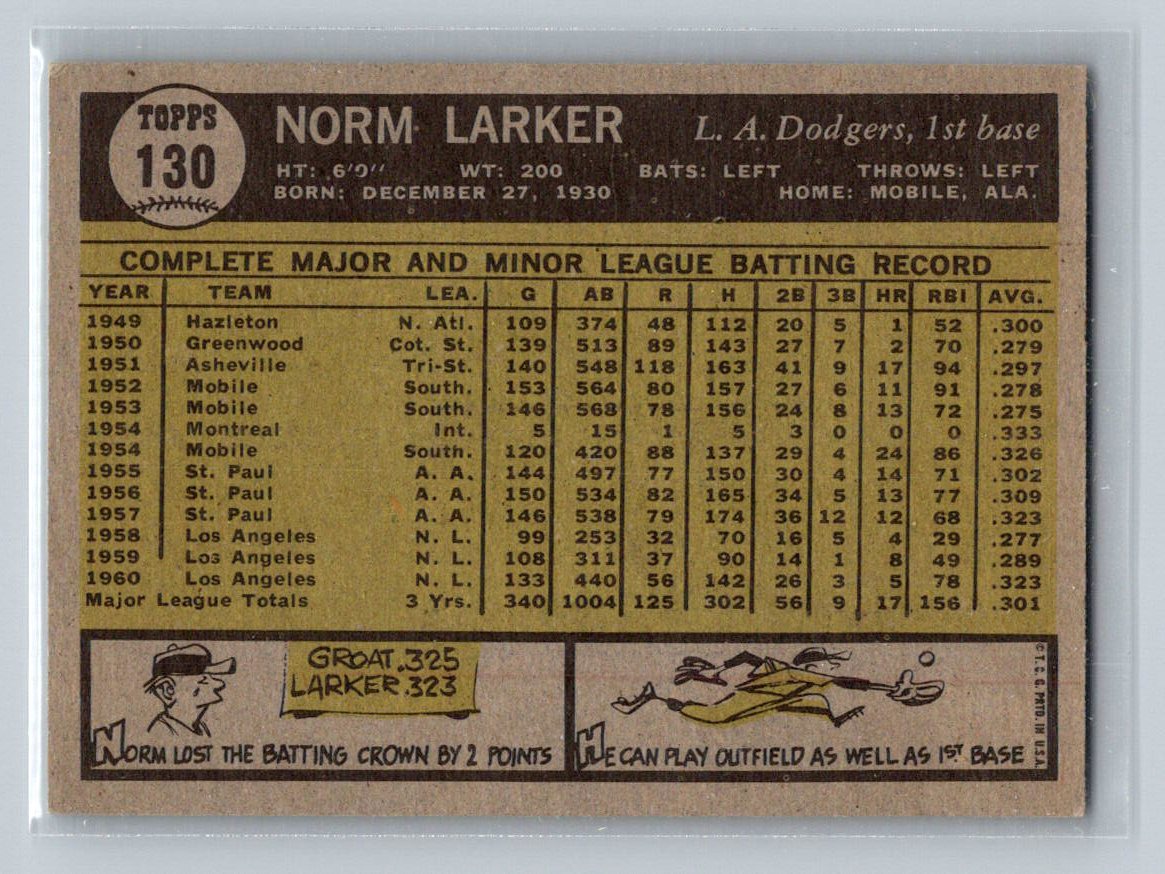 TOPPS
130
NORM LARKER L. A. Dodgers, 1st base
HT: 6'0" WT: 200 BATS: LEFT THROWS: LEFT
BORN: DECEMBER 27, 1930 HOME: MOBILE, ALA.
COMPLETE MAJOR AND MINOR LEAGUE BATTING RECORD
YEAR TEAM LEA. G AB R H 2B 3B HR RBI AVG.
1949 Hazleton N. Atl. 109 374 48 112 20 5 1 52 .300
1950 Greenwood Cot. St. 139 513 89 143 27 7 2 70 .279
1951 Asheville Tri-St. 140 548 118 163 41 9 17 94 .297
1952 Mobile South. 153 564 80 157 27 6 11 91 .278
1953 Mobile South. 146 568 78 156 24 8 13 72 .275
1954 Montreal Int. 5 15 1 5 3 0 0 0 .333
1954 Mobile South. 120 420 88 137 29 4 24 86 .326
1955 St. Paul A. A. 144 497 77 150 30 4 14 71 .302
1956 St. Paul A. A. 150 534 82 165 34 5 13 77 .309
1957 St. Paul A. A. 146 538 79 174 36 12 12 68 .323
1958 Los Angeles N. L. 99 253 32 70 16 5 4 29 .277
1959 Los Angeles N. L. 108 311 37 90 14 1 8 49 .289
1960 Los Angeles N. L. 133 440 56 142 26 3 5 78 .323
Major League Totals 3 Yrs. 340 1004 125 302 56 9 17 156 .301
GROAT .325
LARKER .323
NORM LOST THE BATTING CROWN BY 2 POINTS
HE CAN PLAY OUTFIELD AS WELL AS 1ST BASE
© T. C. G. PRTD. IN U.S.A.